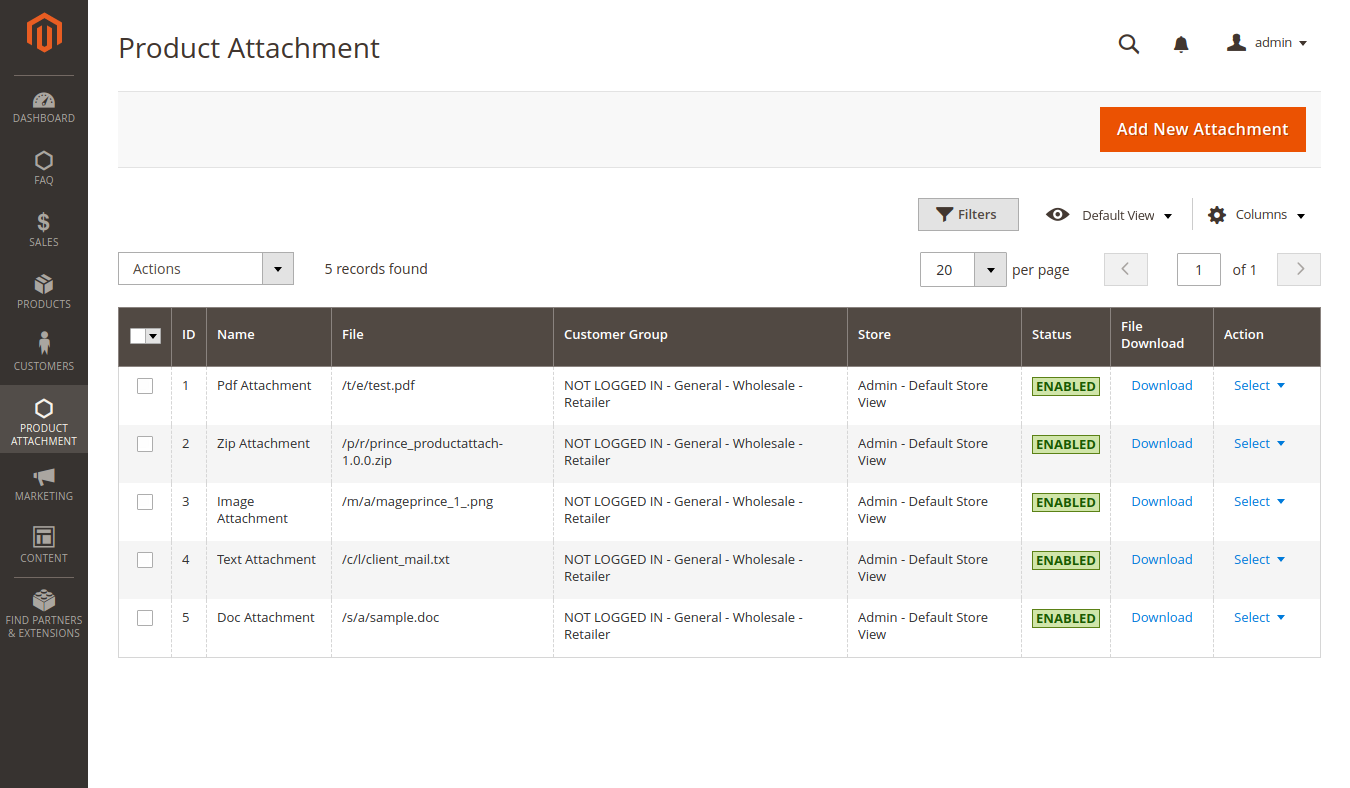 Product Attachment
admin
DASHBOARD
FAQ
SALES
PRODUCTS
CUSTOMERS
PRODUCT
ATTACHMENT
MARKETING
CONTENT
FIND PARTNERS
& EXTENSIONS
Add New Attachment
Filters
Default View
Columns
Actions
5 records found
20
per page
1
of 1
ID
Name
File
Customer Group
Store
Status
File
Download
Action
1
Pdf Attachment
/t/e/test.pdf
NOT LOGGED IN - General - Wholesale -
Retailer
Admin - Default Store
View
ENABLED
Download
Select
2
Zip Attachment
/p/r/prince_productattach-
1.0.0.zip
NOT LOGGED IN - General - Wholesale -
Retailer
Admin - Default Store
View
ENABLED
Download
Select
3
Image
Attachment
/m/a/mageprince_1_.png
NOT LOGGED IN - General - Wholesale -
Retailer
Admin - Default Store
View
ENABLED
Download
Select
4
Text Attachment
/c/l/client_mail.txt
NOT LOGGED IN - General - Wholesale -
Retailer
Admin - Default Store
View
ENABLED
Download
Select
5
Doc Attachment
/s/a/sample.doc
NOT LOGGED IN - General - Wholesale -
Retailer
Admin - Default Store
View
ENABLED
Download
Select